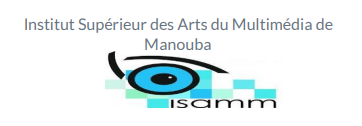 Institut Supérieur des Arts du Multimédia de
Manouba
isamm